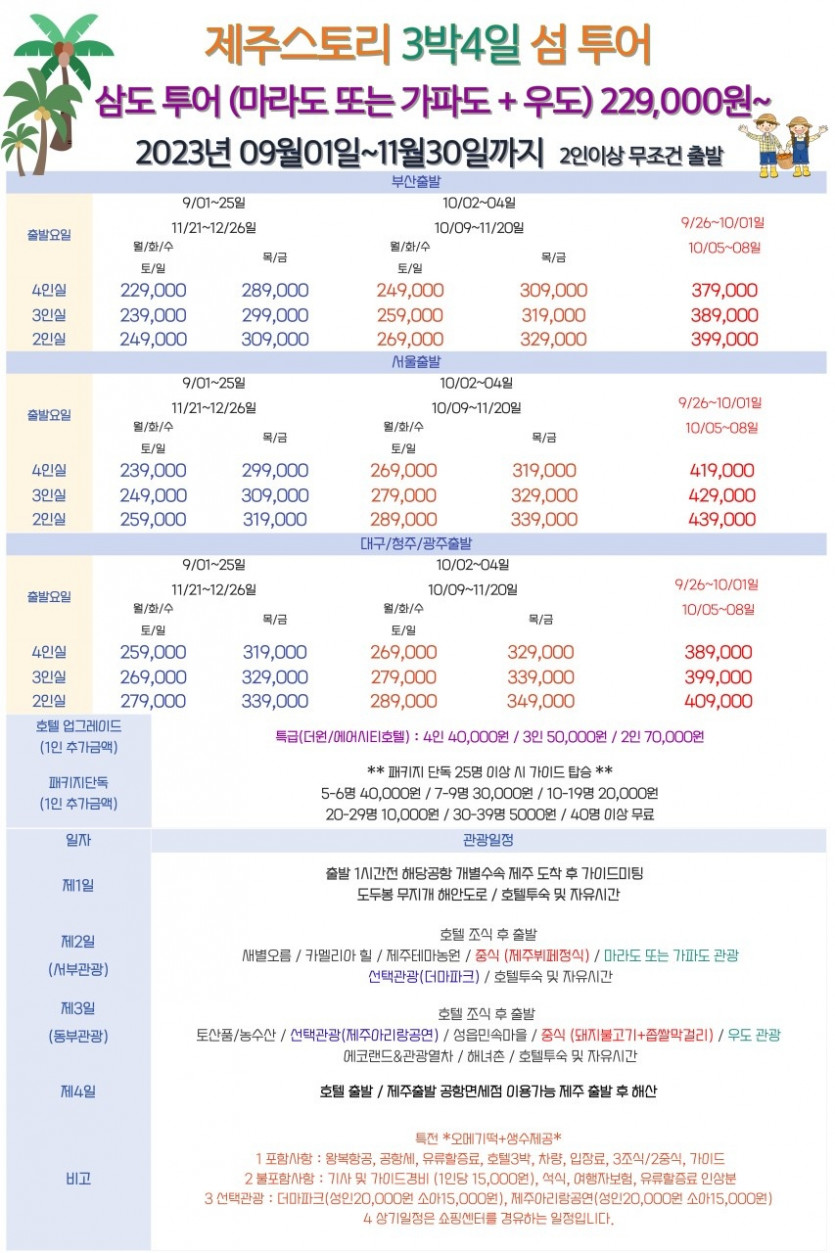 제주스토리 3박4일 섬 투어
삼도 투어 (마라도 또는 가파도 + 우도) 229,000원~
2023년 09월01일~11월30일까지 2인이상 무조건 출발
부산출발
출발요일
9/01~25일 10/02~04일
11/21~12/26일 10/09~11/20일
9/26~10/01일
10/05~08일
월/화/수 목/금 월/화/수 목/금
토/일 토/일
4인실 229,000 289,000 249,000 309,000 379,000
3인실 239,000 299,000 259,000 319,000 389,000
2인실 249,000 309,000 269,000 329,000 399,000
서울출발
출발요일
9/01~25일 10/02~04일
11/21~12/26일 10/09~11/20일
9/26~10/01일
10/05~08일
월/화/수 목/금 월/화/수 목/금
토/일 토/일
4인실 239,000 299,000 269,000 319,000 419,000
3인실 249,000 309,000 279,000 329,000 429,000
2인실 259,000 319,000 289,000 339,000 439,000
대구/청주/광주출발
출발요일
9/01~25일 10/02~04일
11/21~12/26일 10/09~11/20일
9/26~10/01일
10/05~08일
월/화/수 목/금 월/화/수 목/금
토/일 토/일
4인실 259,000 319,000 269,000 329,000 389,000
3인실 269,000 329,000 279,000 339,000 399,000
2인실 279,000 339,000 289,000 349,000 409,000
호텔 업그레이드
(1인 추가금액)
특급(더원/에어시티호텔) : 4인 40,000원 / 3인 50,000원 / 2인 70,000원
패키지단독
(1인 추가금액)
** 패키지 단독 25명 이상 시 가이드 탑승 **
5-6명 40,000원 / 7-9명 30,000원 / 10-19명 20,000원
20-29명 10,000원 / 30-39명 5000원 / 40명 이상 무료
일자 관광일정
제1일
출발 1시간전 해당공항 개별수속 제주 도착 후 가이드미팅
도두봉 무지개 해안도로 / 호텔투숙 및 자유시간
제2일
(서부관광)
호텔 조식 후 출발
새별오름 / 카멜리아 힐 / 제주테마농원 / 중식 (제주뷔페정식) / 마라도 또는 가파도 관광
선택관광(더마파크) / 호텔투숙 및 자유시간
제3일
(동부관광)
호텔 조식 후 출발
토산품/농수산 / 선택관광(제주아리랑공연) / 성읍민속마을 / 중식 (돼지불고기+좁쌀막걸리) / 우도 관광
에코랜드&관광열차 / 해녀촌 / 호텔투숙 및 자유시간
제4일
호텔 출발 / 제주출발 공항면세점 이용가능 제주 출발 후 해산
비고
특전 *오메기떡+생수제공*
1 포함사항 : 왕복항공, 공항세, 유류할증료, 호텔3박, 차량, 입장료, 3조식/2중식, 가이드
2 불포함사항 : 기사 및 가이드경비 (1인당 15,000원), 석식, 여행자보험, 유류할증료 인상분
3 선택관광 : 더마파크(성인20,000원 소아15,000원), 제주아리랑공연(성인20,000원 소아15,000원)
4 상기일정은 쇼핑센터를 경유하는 일정입니다.